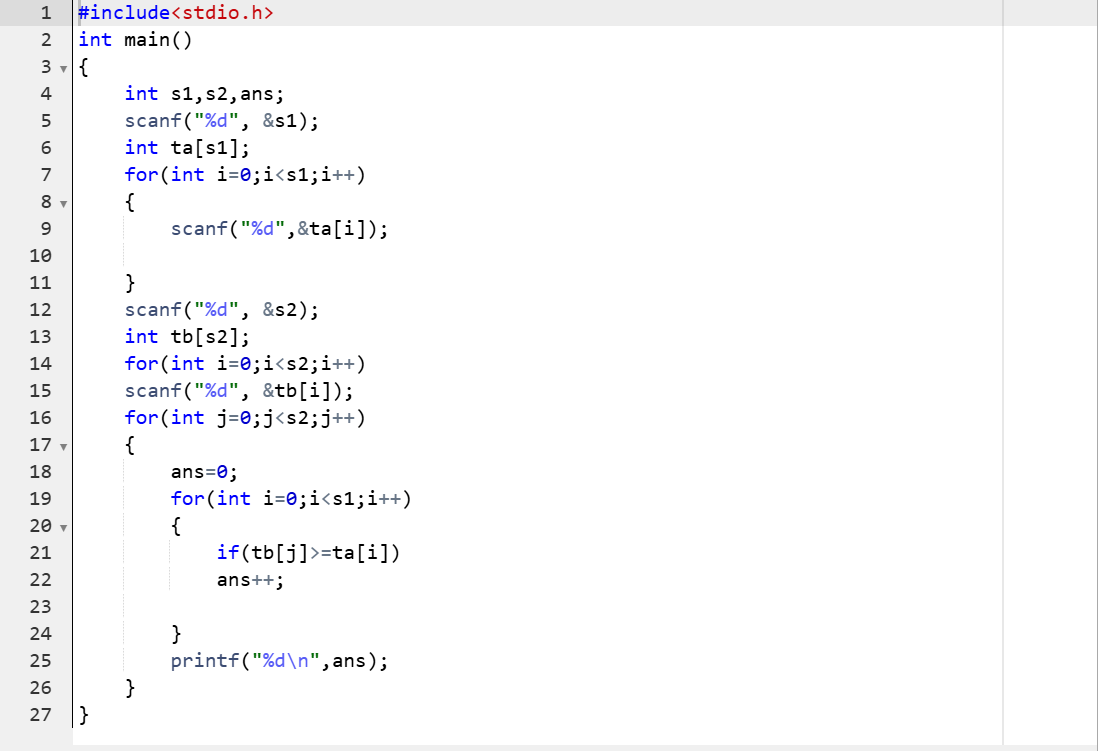 1 #include<stdio.h>
2 int main()
3 {
4     int s1,s2,ans;
5     scanf("%d", &s1);
6     int ta[s1];
7     for(int i=0;i<s1;i++)
8     {
9         scanf("%d",&ta[i]);
10
11     }
12     scanf("%d", &s2);
13     int tb[s2];
14     for(int i=0;i<s2;i++)
15     scanf("%d", &tb[i]);
16     for(int j=0;j<s2;j++)
17     {
18         ans=0;
19         for(int i=0;i<s1;i++)
20         {
21             if(tb[j]>=ta[i])
22             ans++;
23
24         }
25         printf("%d\n",ans);
26     }
27 }